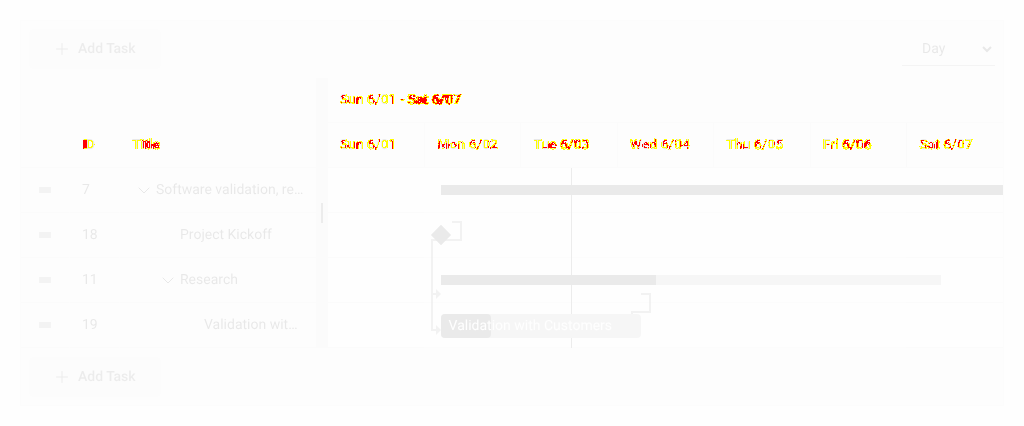 + Add Task
Day
Sun 6/01 - Sat 6/07
ID Title Sun 6/01 Mon 6/02 Tue 6/03 Wed 6/04 Thu 6/05 Fri 6/06 Sat 6/07
7 Software validation, re...
18 Project Kickoff
11 Research
19 Validation wit... Validation with Customers
+ Add Task